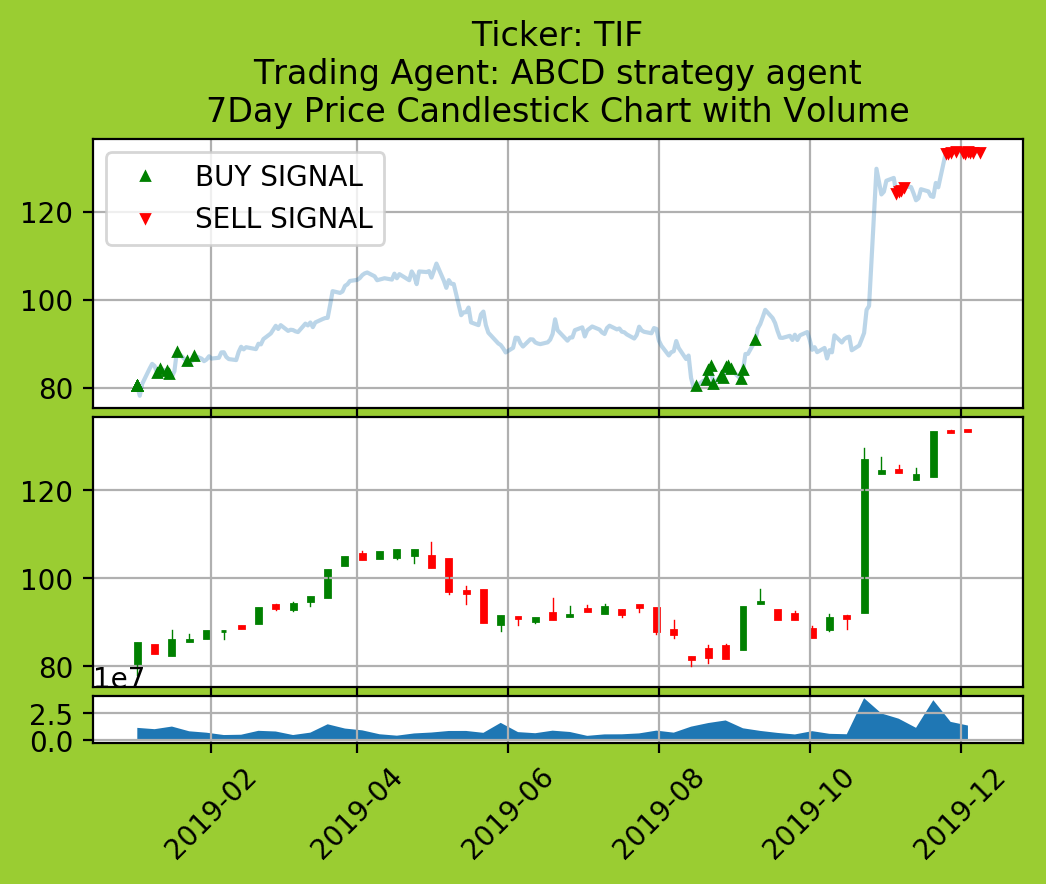 Ticker: TIF
Trading Agent: ABCD strategy agent
7Day Price Candlestick Chart with Volume
BUY SIGNAL
SELL SIGNAL
120
100
80
120
100
80
1e7
2.5
0.0
2019-02
2019-04
2019-06
2019-08
2019-10
2019-12